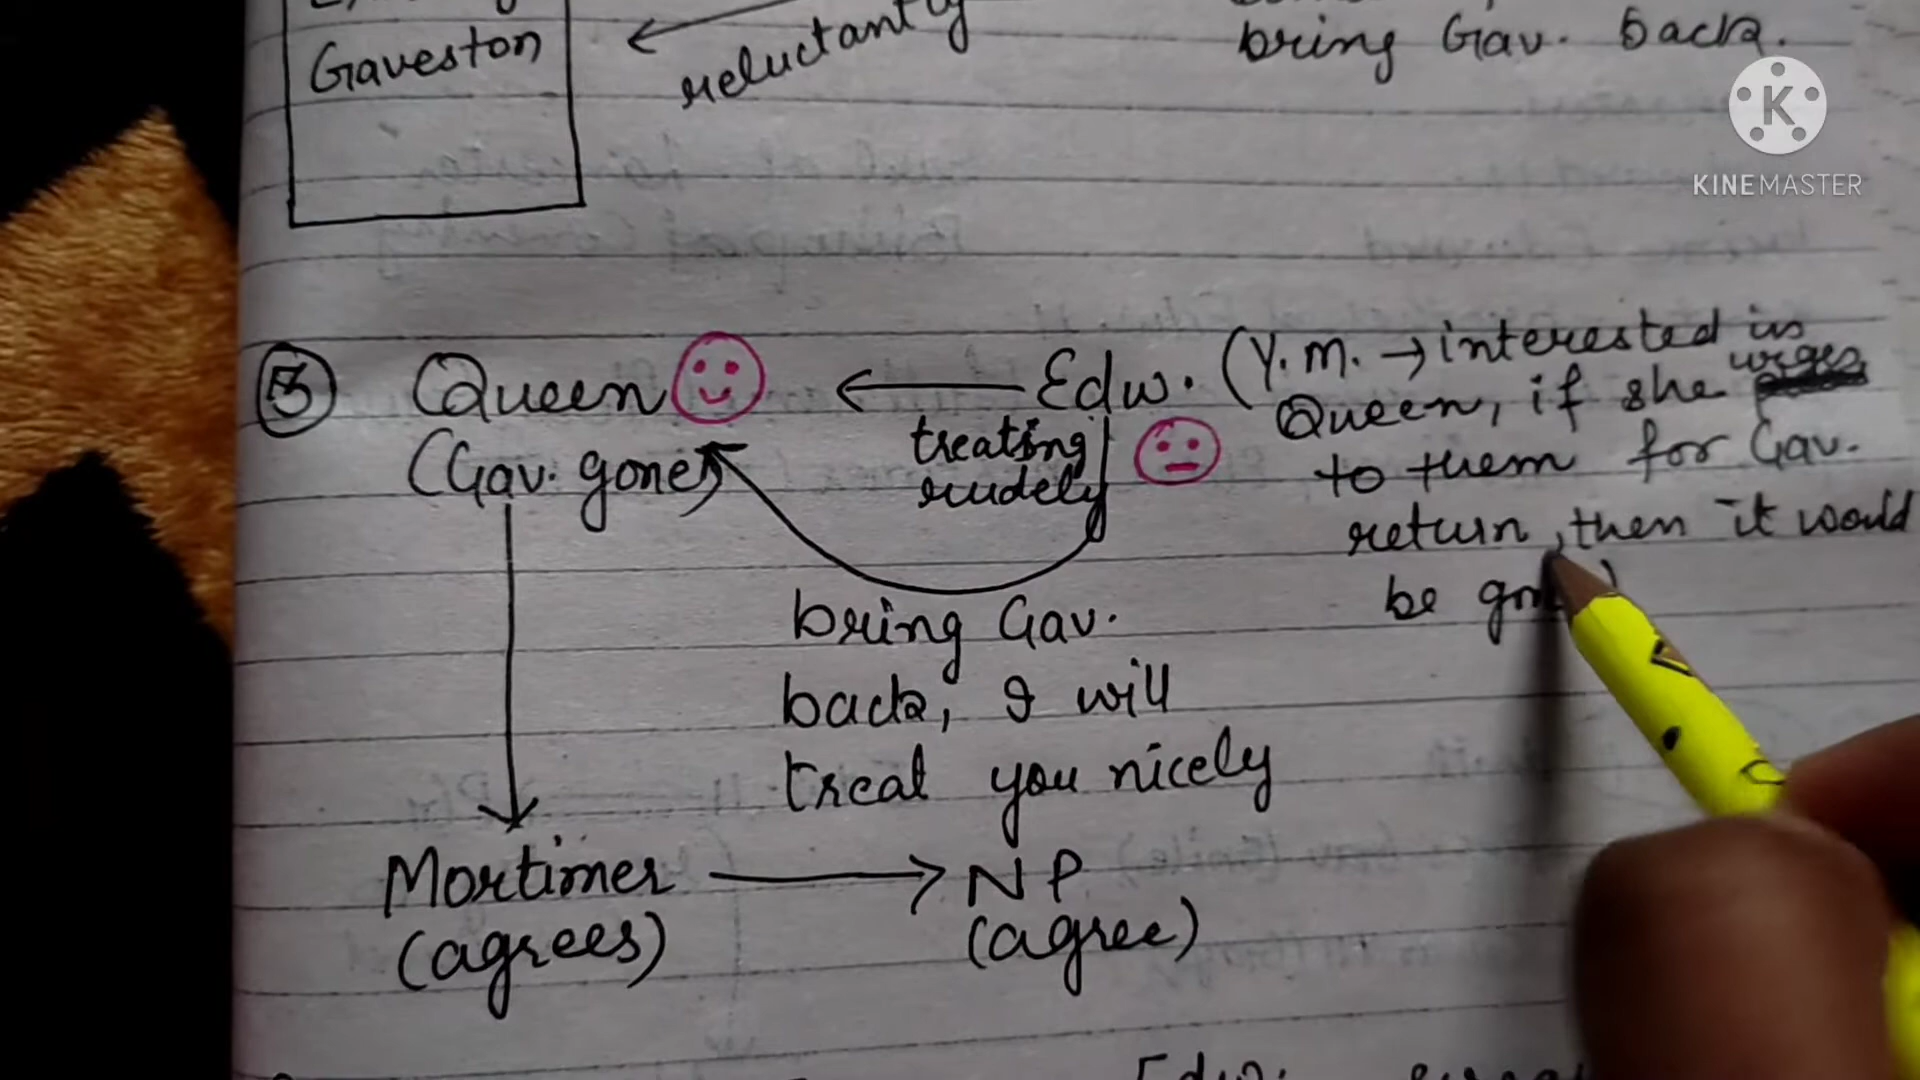 Gaveston
reluctantly
bring Gav. back.
K
KINEMASTER
5 Queen Edw. (Y.M. → interested in
(Gav. gone) treating Queen, if she urges
rudely to them for Gav.
return, then it would
be
bring Gav.
back, I will
treat you nicely
Mortimer NP
(agrees) (agree)
Edw.